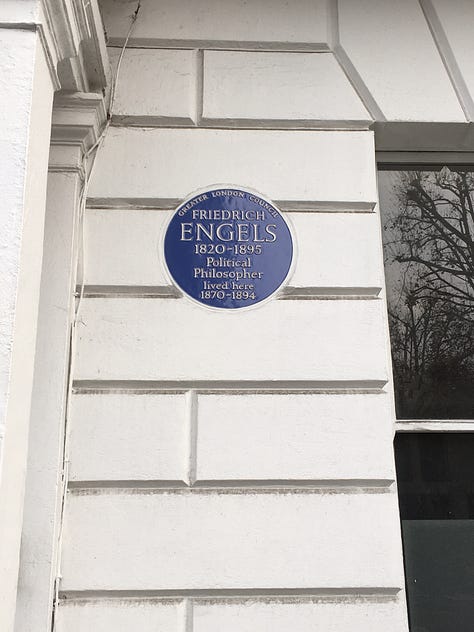 GREATER LONDON COUNCIL
FRIEDRICH
ENGELS
1820-1895
Political
Philosopher
lived here
1870-1894